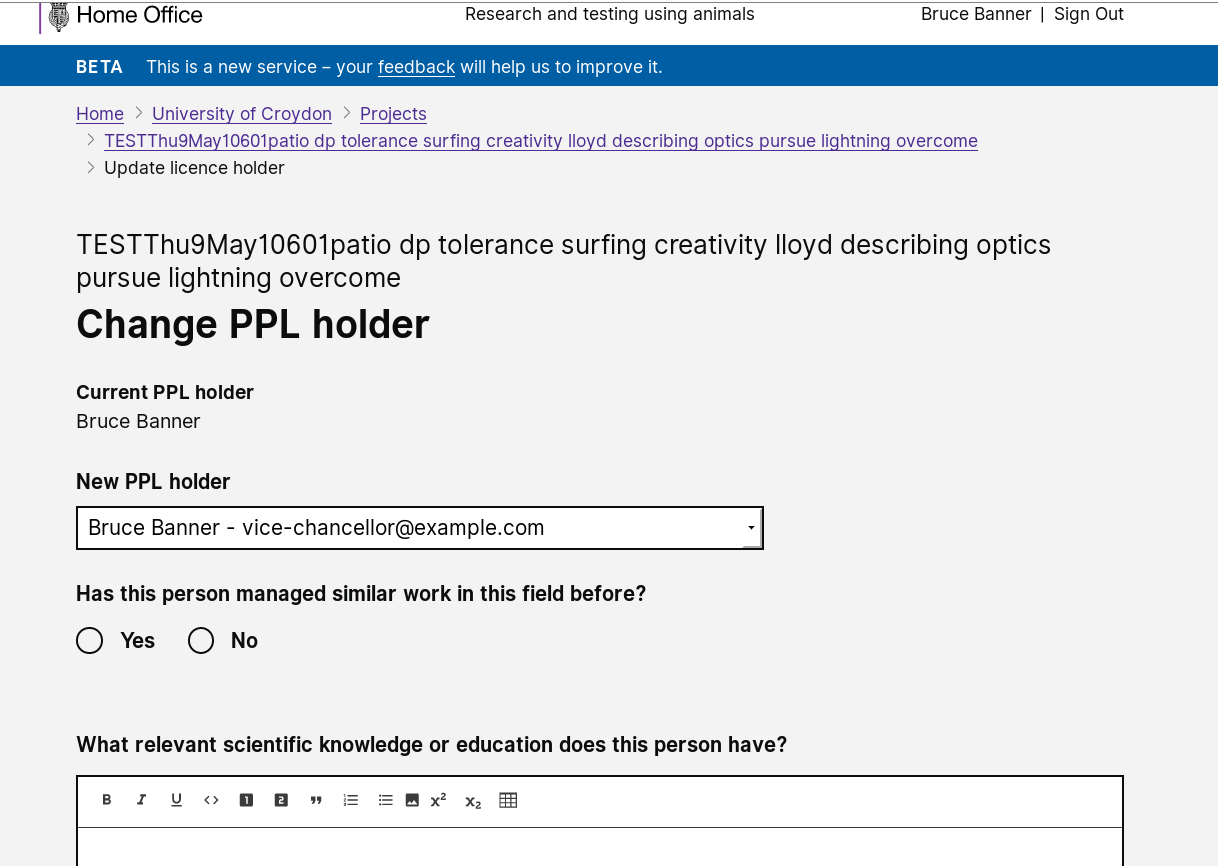 Home Office
Research and testing using animals
Bruce Banner | Sign Out
BETA This is a new service – your feedback will help us to improve it.
Home > University of Croydon > Projects
> TESTThu9May10601patio dp tolerance surfing creativity lloyd describing optics pursue lightning overcome
> Update licence holder
TESTThu9May10601patio dp tolerance surfing creativity lloyd describing optics
pursue lightning overcome
Change PPL holder
Current PPL holder
Bruce Banner
New PPL holder
Bruce Banner - vice-chancellor@example.com
Has this person managed similar work in this field before?
Yes No
What relevant scientific knowledge or education does this person have?
B I U <> 1 2 ” x² x₂